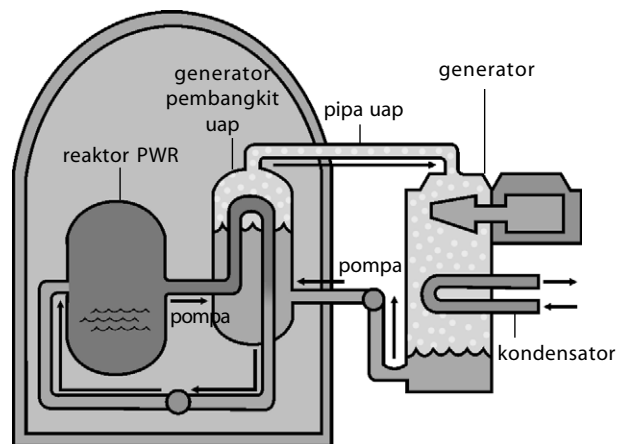 generator
pembangkit
uap
generator
pipa uap
reaktor PWR
pompa
pompa
kondensator